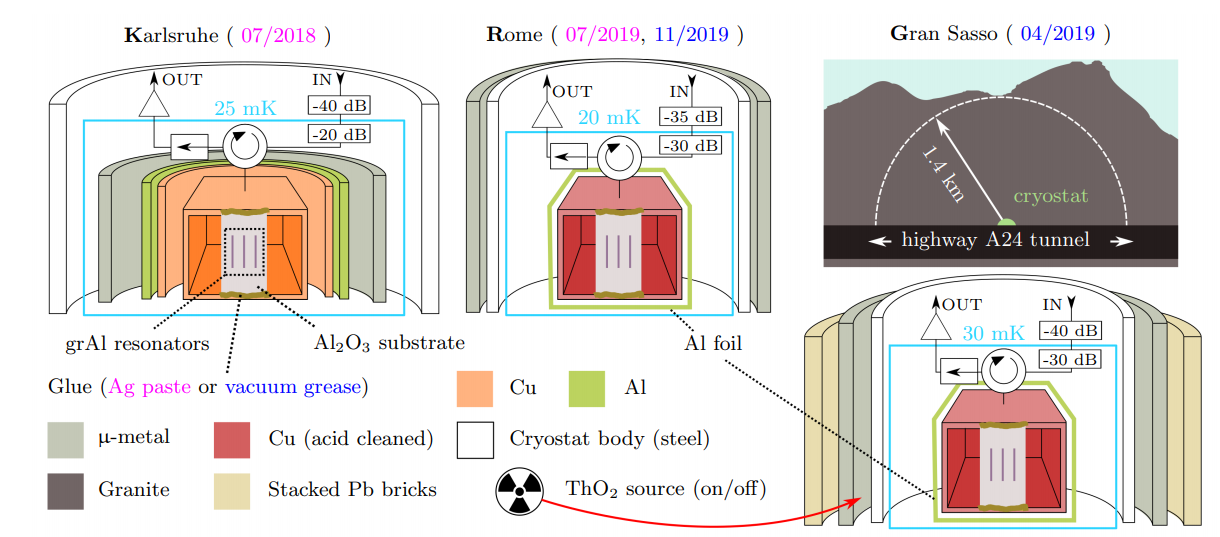 Karlsruhe ( 07/2018 )
OUT
IN
-40 dB
-20 dB
25 mK
grAl resonators
Al₂O₃ substrate
Glue (Ag paste or vacuum grease)
Rome ( 07/2019, 11/2019 )
OUT
IN
-35 dB
-30 dB
20 mK
Al foil
Gran Sasso ( 04/2019 )
1.4 km
cryostat
highway A24 tunnel
OUT
IN
-40 dB
-30 dB
30 mK
Cu
Al
μ-metal
Cu (acid cleaned)
Cryostat body (steel)
Granite
Stacked Pb bricks
ThO₂ source (on/off)